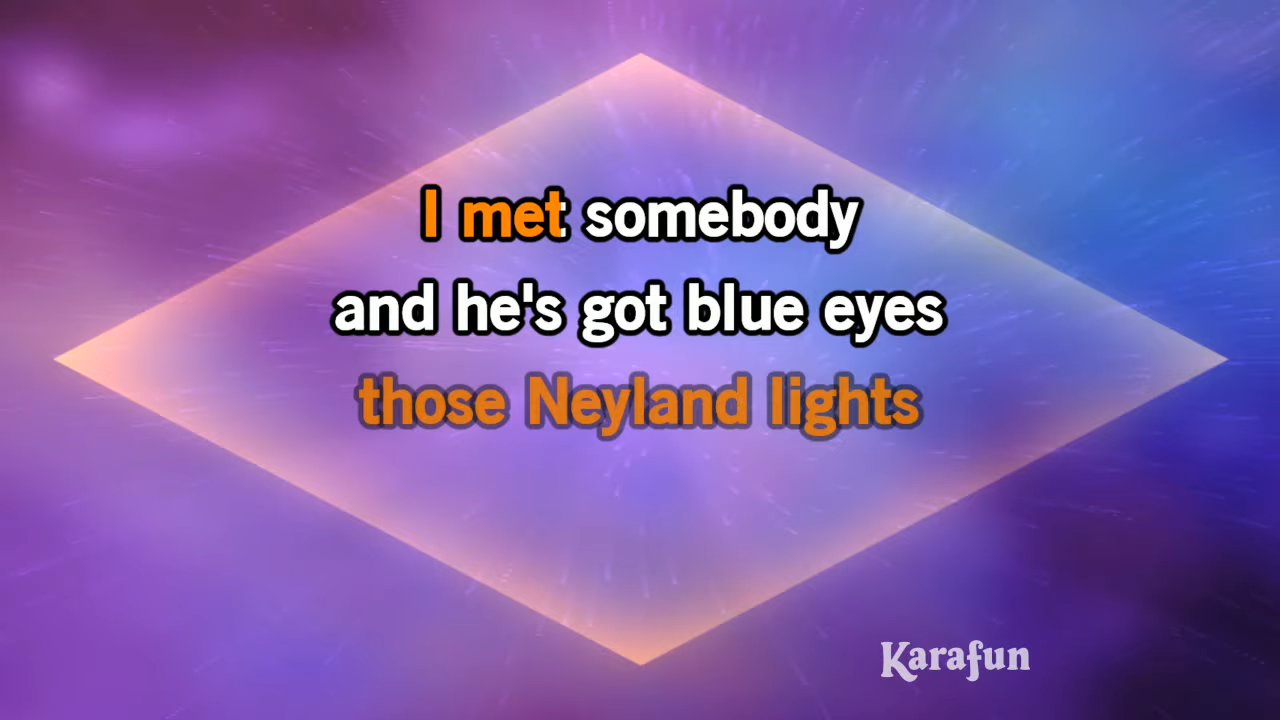 I met somebody
and he's got blue eyes
those Neyland lights
Karafun